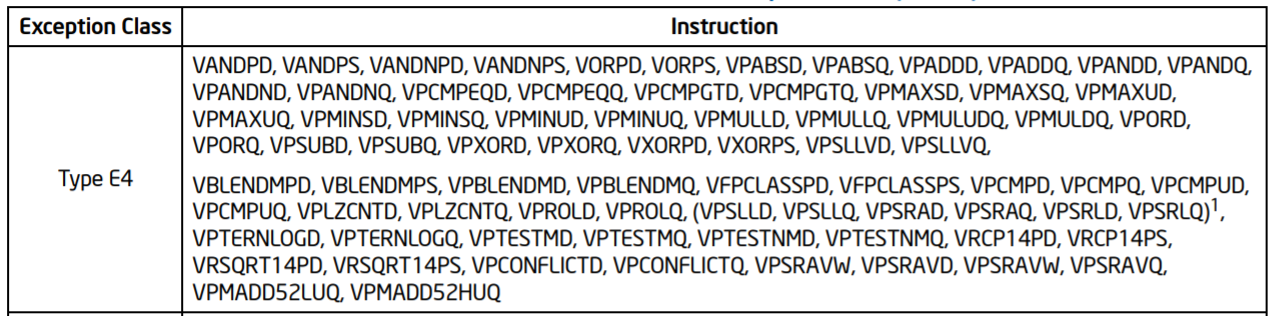 Exception Class
Instruction
Type E4
VANDPD, VANDPS, VANDNPD, VANDNPS, VORPD, VORPS, VPABSD, VPABSQ, VPADDD, VPADDQ, VPANDD, VPANDQ,
VPANDND, VPANDNQ, VPCMPEQD, VPCMPEQQ, VPCMPGTD, VPCMPGTQ, VPMAXSD, VPMAXSQ, VPMAXUD,
VPMAXUQ, VPMINSD, VPMINSQ, VPMINUD, VPMINUQ, VPMULLD, VPMULLQ, VPMULUDQ, VPMULDQ, VPORD,
VPORQ, VPSUBD, VPSUBQ, VPXORD, VPXORQ, VXORPD, VXORPS, VPSLLVD, VPSLLVQ,
VBLENDMPD, VBLENDMPS, VPBLENDMD, VPBLENDMQ, VFPCLASSPD, VFPCLASSPS, VPCMPD, VPCMPQ, VPCMPUD,
VPCMPUQ, VPLZCNTD, VPLZCNTQ, VPROLD, VPROLQ, (VPSLLD, VPSLLQ, VPSRAD, VPSRAQ, VPSRLD, VPSRLQ)¹,
VPTERNLOGD, VPTERNLOGQ, VPTESTMD, VPTESTMQ, VPTESTNMD, VPTESTNMQ, VRCP14PD, VRCP14PS,
VRSQRT14PD, VRSQRT14PS, VPCONFLICTD, VPCONFLICTQ, VPSRAVW, VPSRAVD, VPSRAVW, VPSRAVQ,
VPMADD52LUQ, VPMADD52HUQ